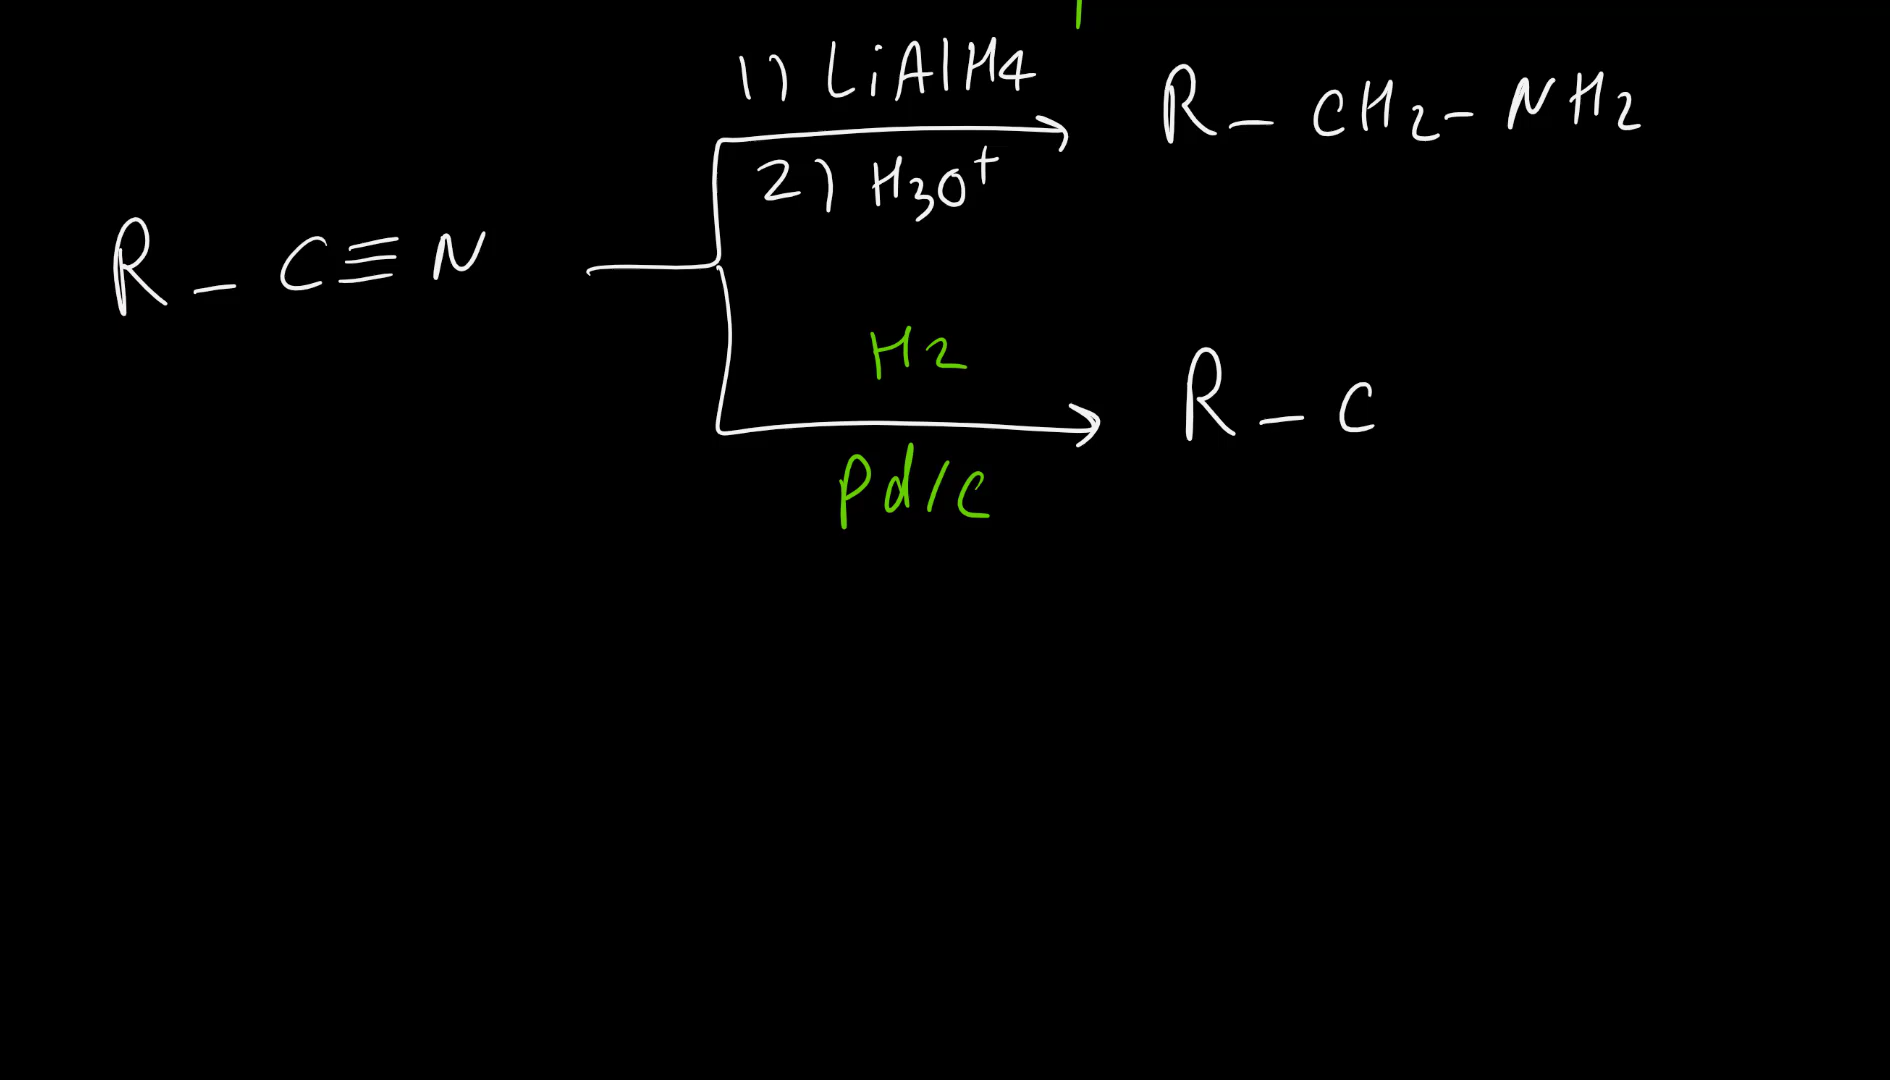 1) LiAlH4
R - CH2 - NH2
2) H3O+
R - C≡N
H2
R - C
Pd/C